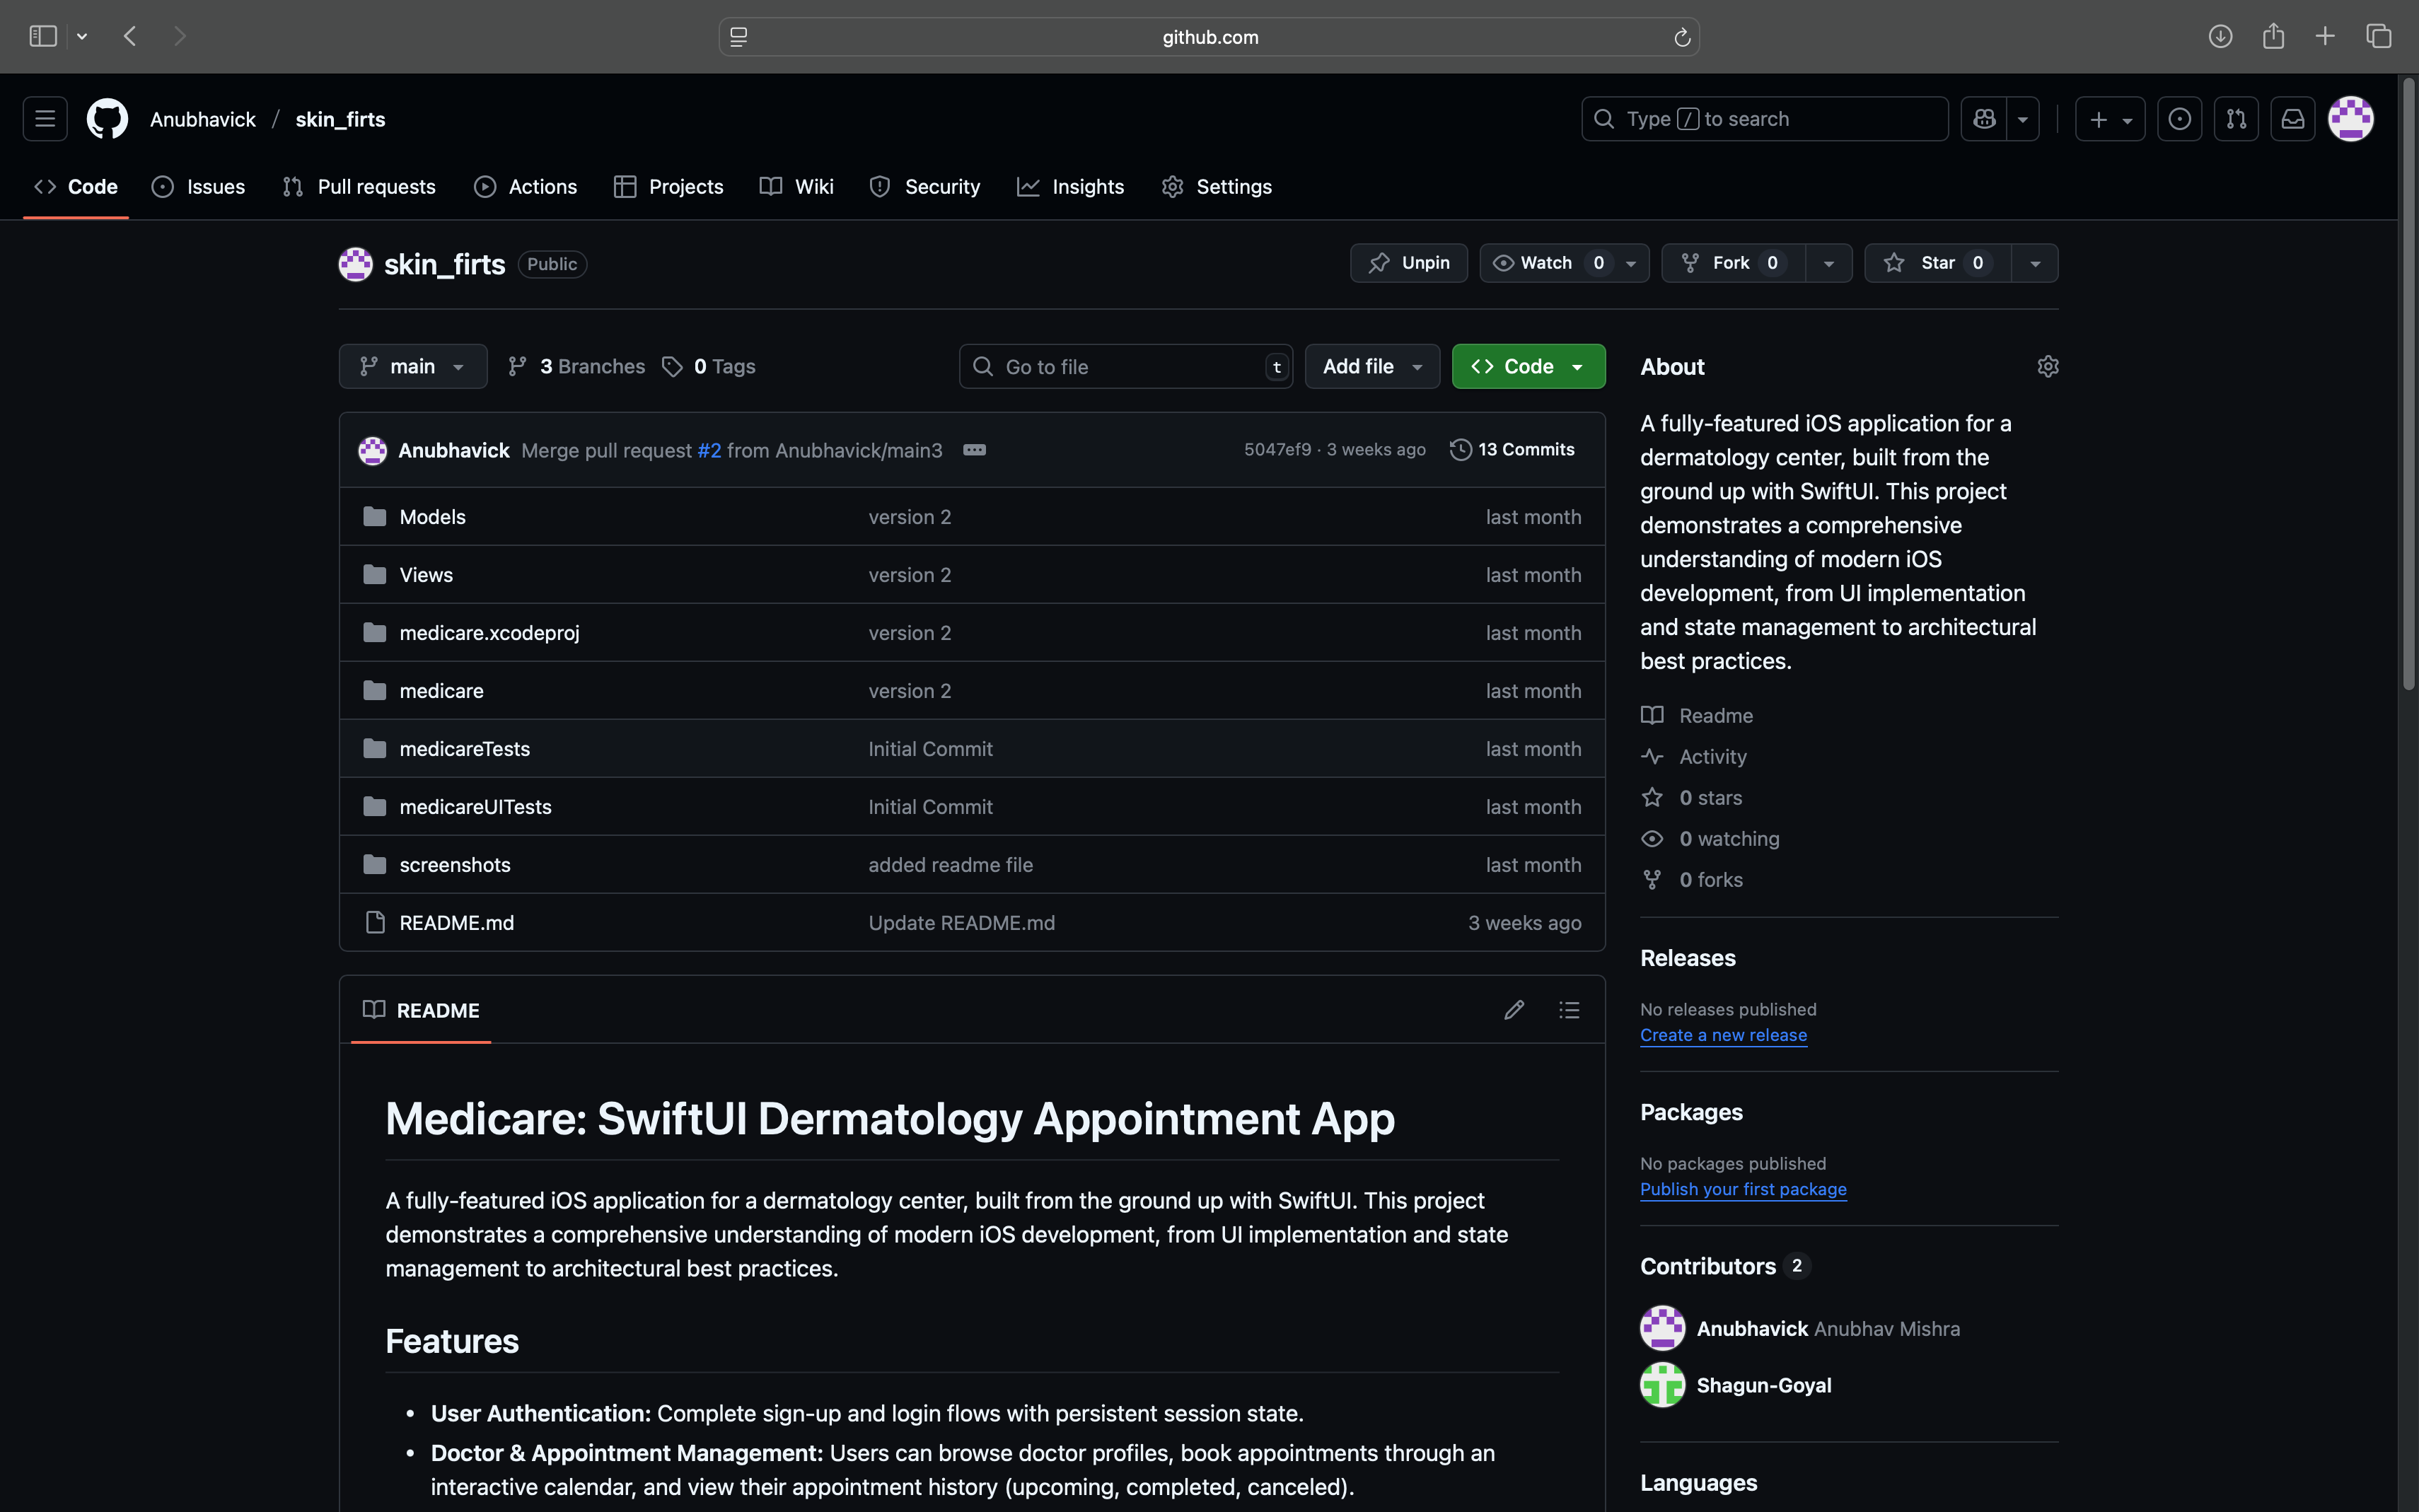 github.com
Anubhavick / skin_firts
Type / to search
Code Issues Pull requests Actions Projects Wiki Security Insights Settings
skin_firts Public
Unpin Watch 0 Fork 0 Star 0
main 3 Branches 0 Tags
Go to file t Add file Code
Anubhavick Merge pull request #2 from Anubhavick/main3 5047ef9 · 3 weeks ago 13 Commits
Models version 2 last month
Views version 2 last month
medicare.xcodeproj version 2 last month
medicare version 2 last month
medicareTests Initial Commit last month
medicareUITests Initial Commit last month
screenshots added readme file last month
README.md Update README.md 3 weeks ago
README
Medicare: SwiftUI Dermatology Appointment App
A fully-featured iOS application for a dermatology center, built from the ground up with SwiftUI. This project
demonstrates a comprehensive understanding of modern iOS development, from UI implementation and state
management to architectural best practices.
Features
• User Authentication: Complete sign-up and login flows with persistent session state.
• Doctor & Appointment Management: Users can browse doctor profiles, book appointments through an
interactive calendar, and view their appointment history (upcoming, completed, canceled).
About
A fully-featured iOS application for a
dermatology center, built from the
ground up with SwiftUI. This project
demonstrates a comprehensive
understanding of modern iOS
development, from UI implementation
and state management to architectural
best practices.
Readme
Activity
0 stars
0 watching
0 forks
Releases
No releases published
Create a new release
Packages
No packages published
Publish your first package
Contributors 2
Anubhavick Anubhav Mishra
Shagun-Goyal
Languages